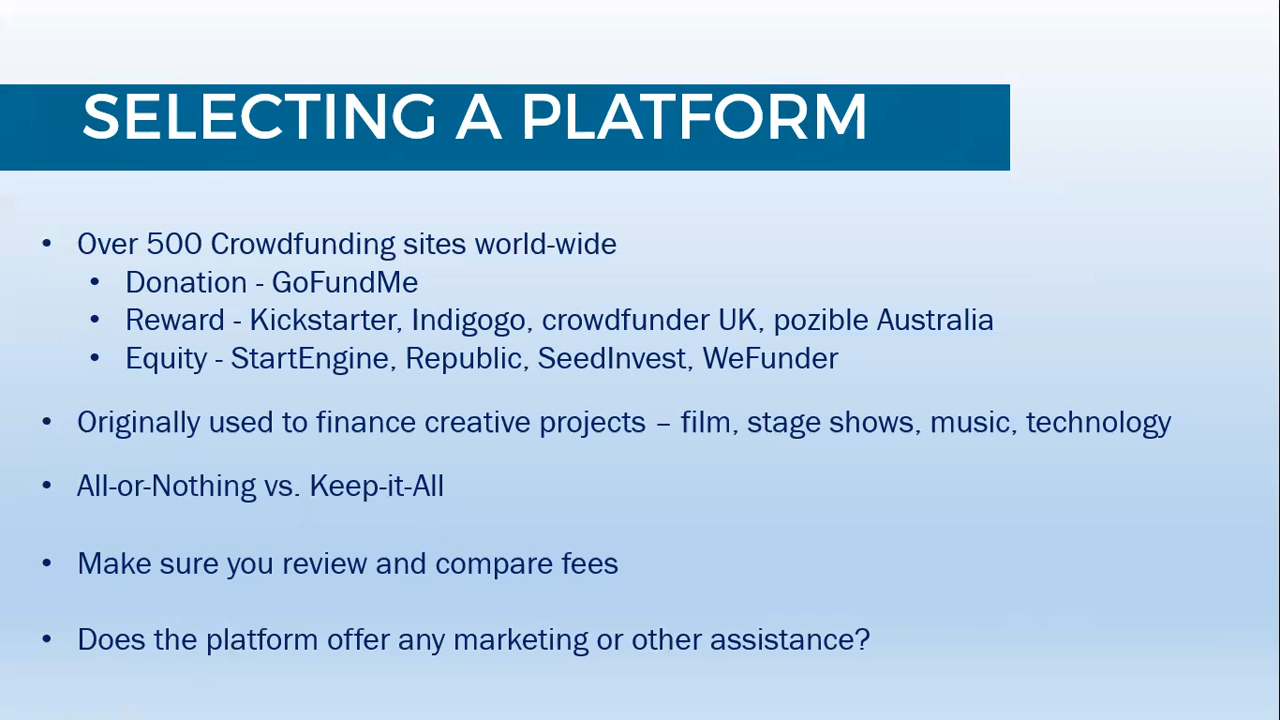 SELECTING A PLATFORM
• Over 500 Crowdfunding sites world-wide
• Donation - GoFundMe
• Reward - Kickstarter, Indigogo, crowdfunder UK, pozible Australia
• Equity - StartEngine, Republic, SeedInvest, WeFunder
• Originally used to finance creative projects – film, stage shows, music, technology
• All-or-Nothing vs. Keep-it-All
• Make sure you review and compare fees
• Does the platform offer any marketing or other assistance?